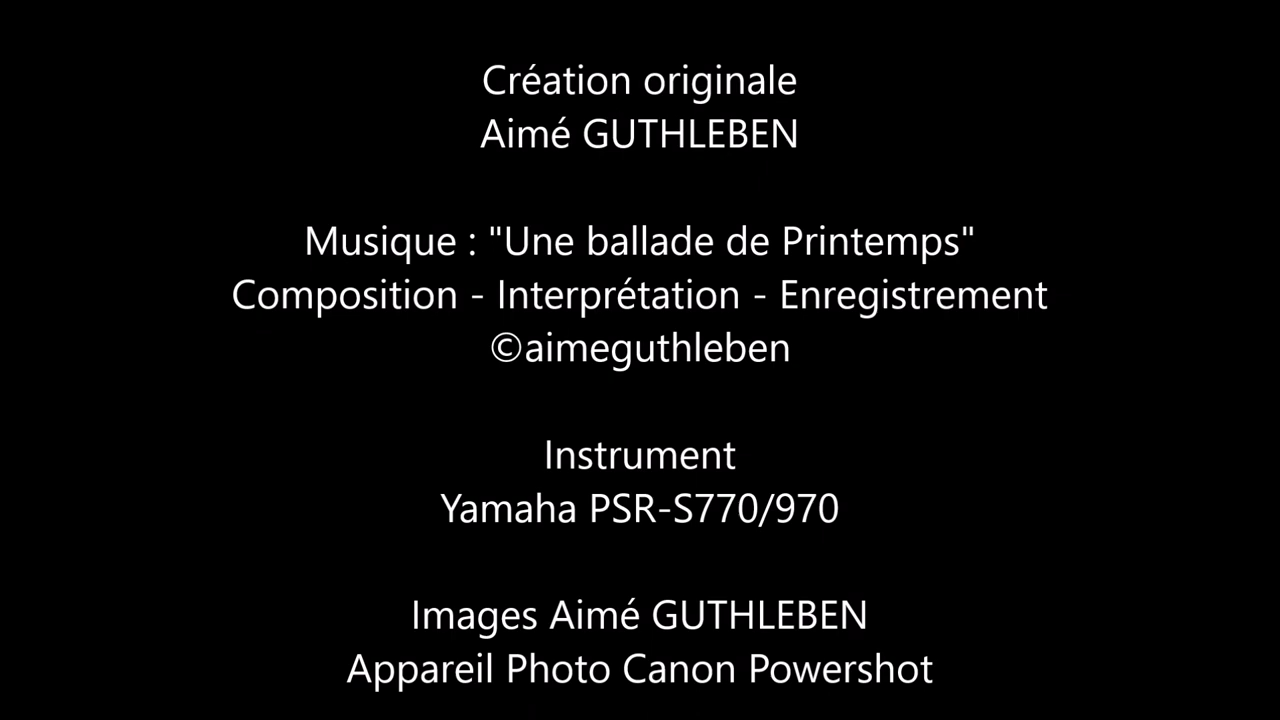 Création originale
Aimé GUTHLEBEN
Musique : "Une ballade de Printemps"
Composition - Interprétation - Enregistrement
©aimeguthleben
Instrument
Yamaha PSR-S770/970
Images Aimé GUTHLEBEN
Appareil Photo Canon Powershot